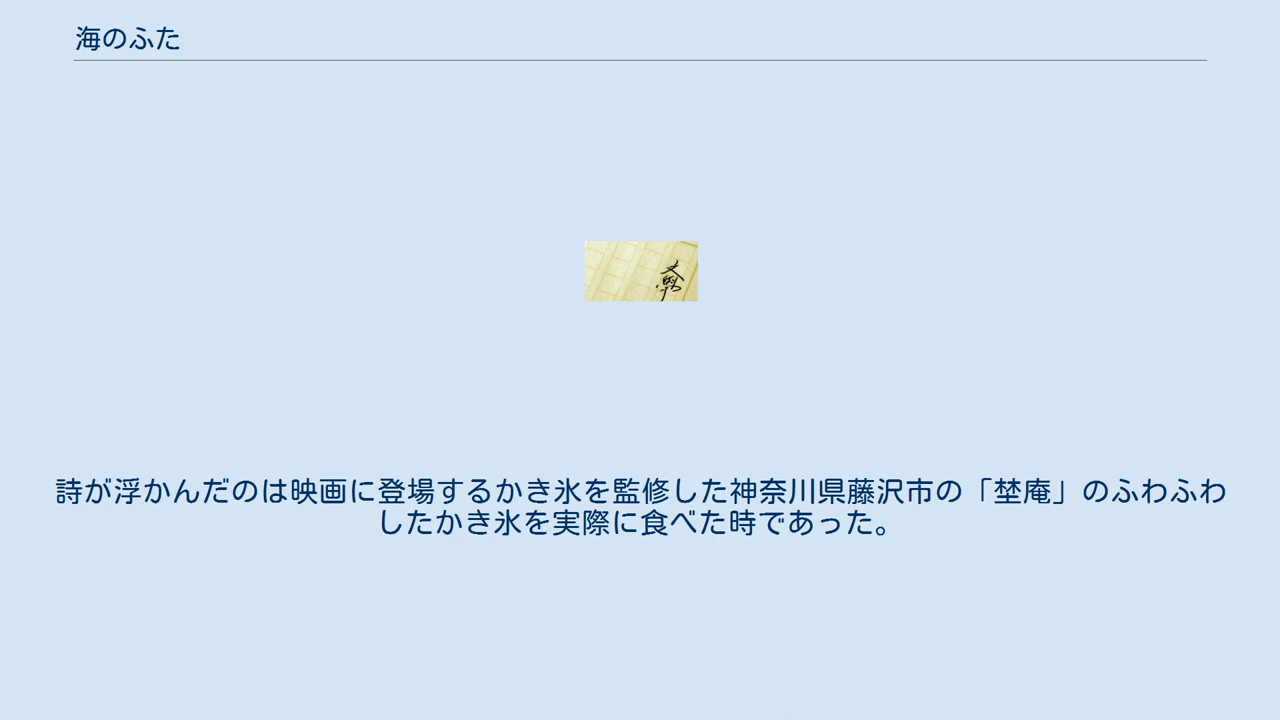 海のふた
詩が浮かんだのは映画に登場するかき氷を監修した神奈川県藤沢市の「埜庵」のふわふわ
したかき氷を実際に食べた時であった。